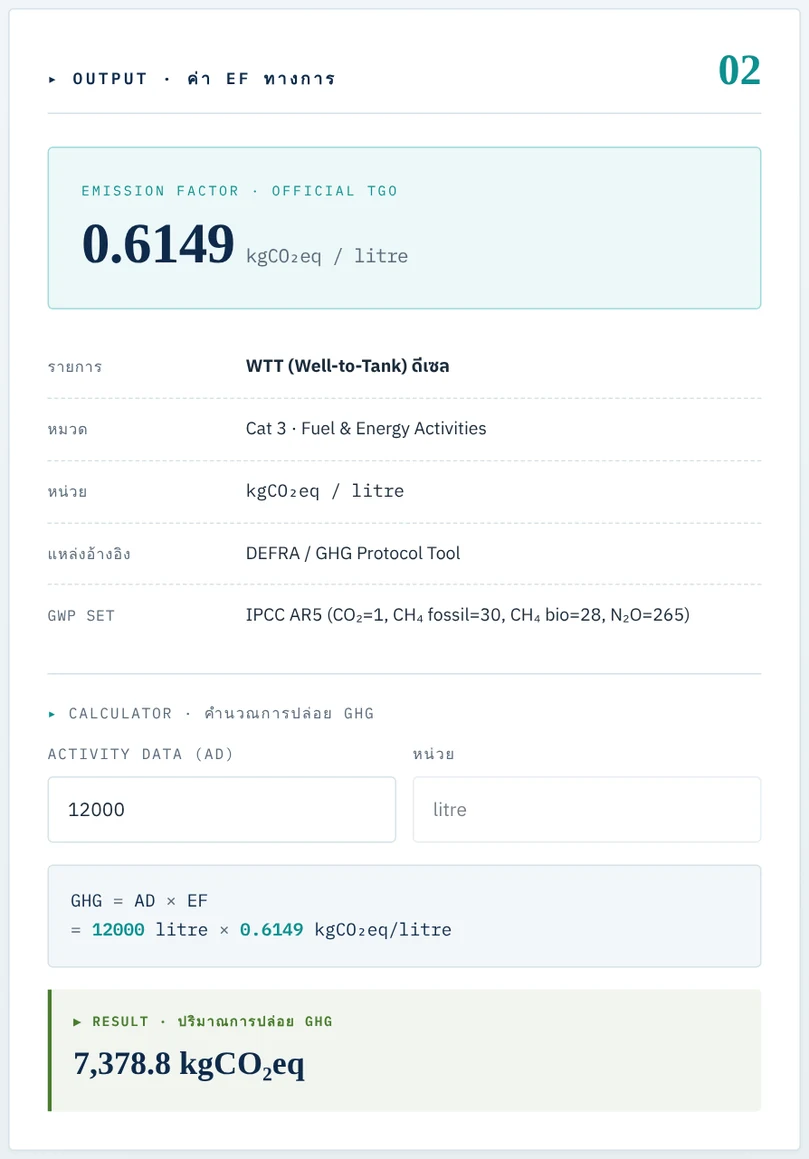 ▸ OUTPUT · ค่า EF ทางการ
02
EMISSION FACTOR · OFFICIAL TGO
0.6149 kgCO₂eq / litre
รายการ WTT (Well-to-Tank) ดีเซล
หมวด Cat 3 · Fuel & Energy Activities
หน่วย kgCO₂eq / litre
แหล่งอ้างอิง DEFRA / GHG Protocol Tool
GWP SET IPCC AR5 (CO₂=1, CH₄ fossil=30, CH₄ bio=28, N₂O=265)
▸ CALCULATOR · คำนวณการปล่อย GHG
ACTIVITY DATA (AD) หน่วย
12000 litre
GHG = AD × EF
= 12000 litre × 0.6149 kgCO₂eq/litre
▶ RESULT · ปริมาณการปล่อย GHG
7,378.8 kgCO₂eq